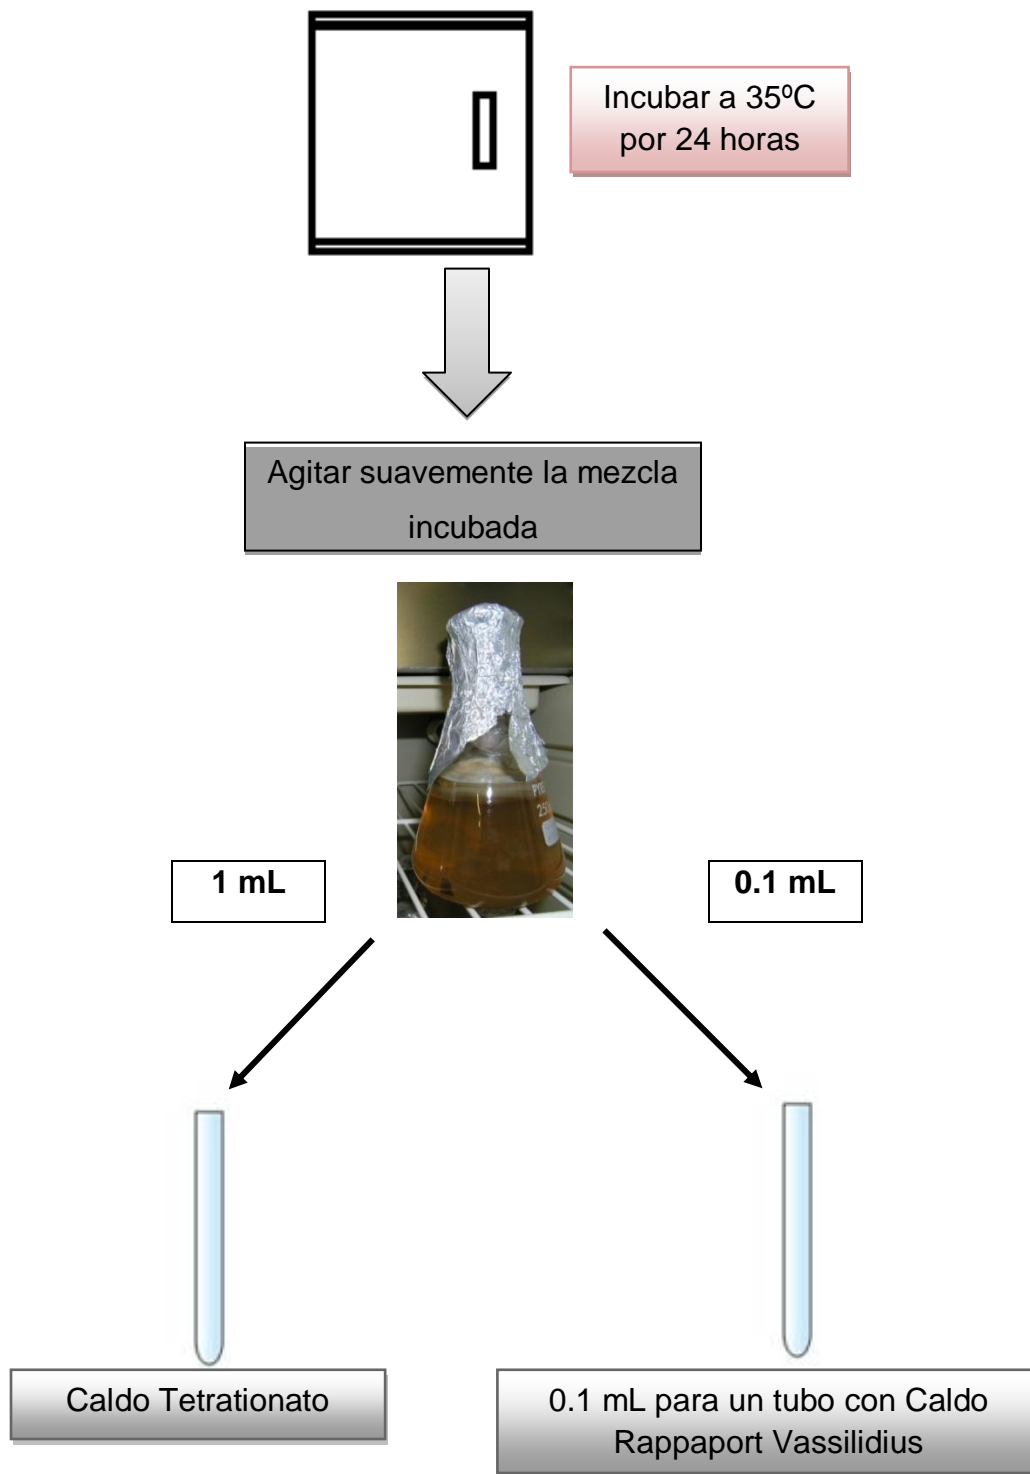 Incubar a 35ºC
por 24 horas
Agitar suavemente la mezcla
incubada
1 mL
0.1 mL
Caldo Tetrationato
0.1 mL para un tubo con Caldo
Rappaport Vassilidius